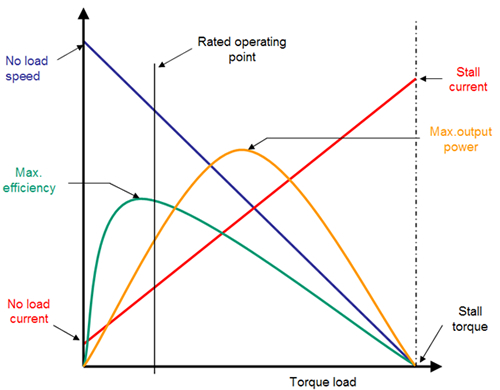 No load
speed
Rated operating
point
Stall
current
Max.output
power
Max.
efficiency
No load
current
Stall
torque
Torque load